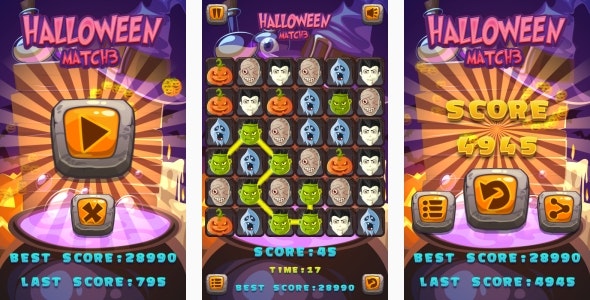 HALLOWEEN
MATCH3
BEST SCORE:28990
LAST SCORE:795
HALLOWEEN
MATCH3
SCORE:45
TIME:17
BEST SCORE:28990
HALLOWEEN
MATCH3
SCORE
4945
BEST SCORE:28990
LAST SCORE:4945